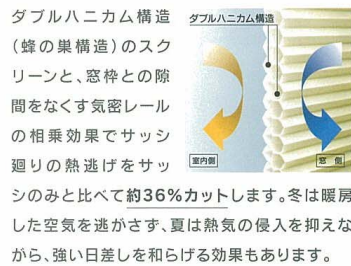 ダブルハニカム構造
(蜂の巣構造)のスク
リーンと、窓枠との隙
間をなくす気密レール
の相乗効果でサッシ
廻りの熱逃げをサッ
シのみと比べて約36%カットします。冬は暖房
した空気を逃がさず、夏は熱気の侵入を抑えな
がら、強い日差しを和らげる効果もあります。
ダブルハニカム構造
室内側
窓 側